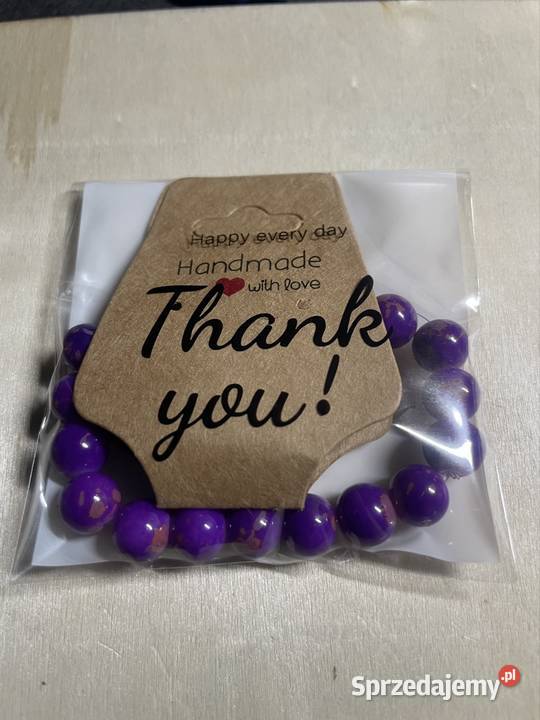 Happy every day
Handmade
with love
Thank
you!
Sprzedajemy.pl